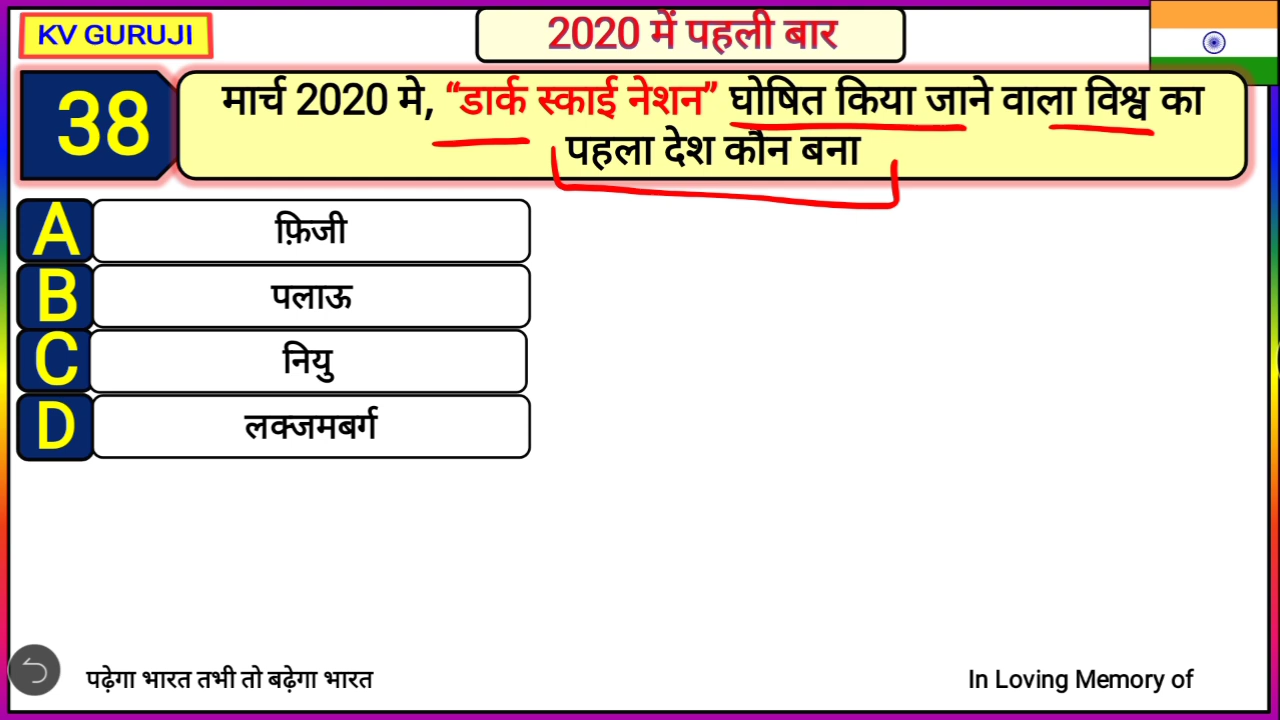 KV GURUJI
2020 में पहली बार
38
मार्च 2020 मे, “डार्क स्काई नेशन” घोषित किया जाने वाला विश्व का
पहला देश कौन बना
A फ़िजी
B पलाऊ
C नियु
D लक्जमबर्ग
पढ़ेगा भारत तभी तो बढ़ेगा भारत
In Loving Memory of